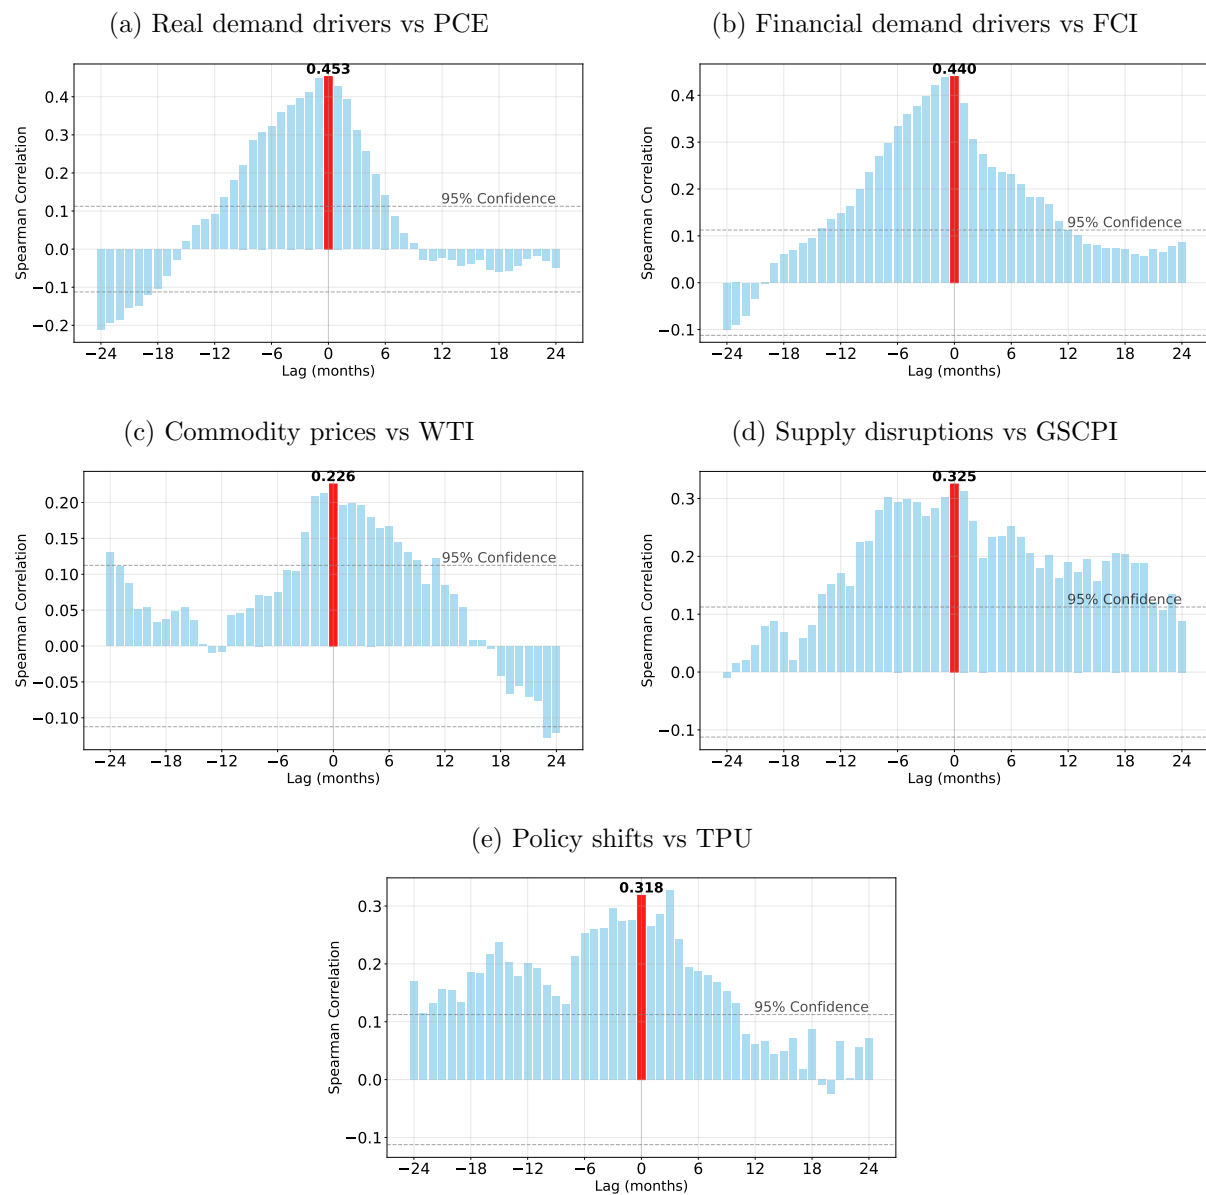 (a) Real demand drivers vs PCE
0.453
0.4
0.3
0.2
0.1
0.0
−0.1
−0.2
95% Confidence
Spearman Correlation
−24 −18 −12 −6 0 6 12 18 24
Lag (months)
(b) Financial demand drivers vs FCI
0.440
0.4
0.3
0.2
0.1
0.0
−0.1
95% Confidence
Spearman Correlation
−24 −18 −12 −6 0 6 12 18 24
Lag (months)
(c) Commodity prices vs WTI
0.226
0.20
0.15
0.10
0.05
0.00
−0.05
−0.10
95% Confidence
Spearman Correlation
−24 −18 −12 −6 0 6 12 18 24
Lag (months)
(d) Supply disruptions vs GSCPI
0.325
0.3
0.2
0.1
0.0
−0.1
95% Confidence
Spearman Correlation
−24 −18 −12 −6 0 6 12 18 24
Lag (months)
(e) Policy shifts vs TPU
0.318
0.3
0.2
0.1
0.0
−0.1
95% Confidence
Spearman Correlation
−24 −18 −12 −6 0 6 12 18 24
Lag (months)